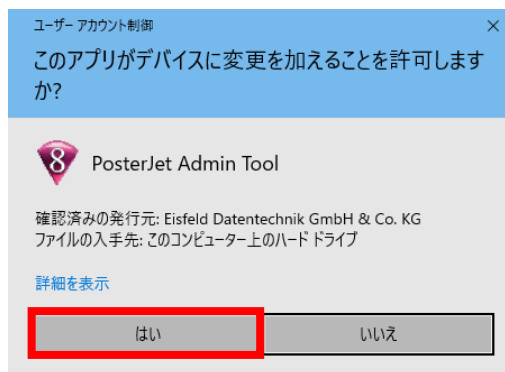 ユーザー アカウント制御
×
このアプリがデバイスに変更を加えることを許可します
か?
8
PosterJet Admin Tool
確認済みの発行元: Eisfeld Datentechnik GmbH & Co. KG
ファイルの入手先: このコンピューター上のハード ドライブ
詳細を表示
はい
いいえ